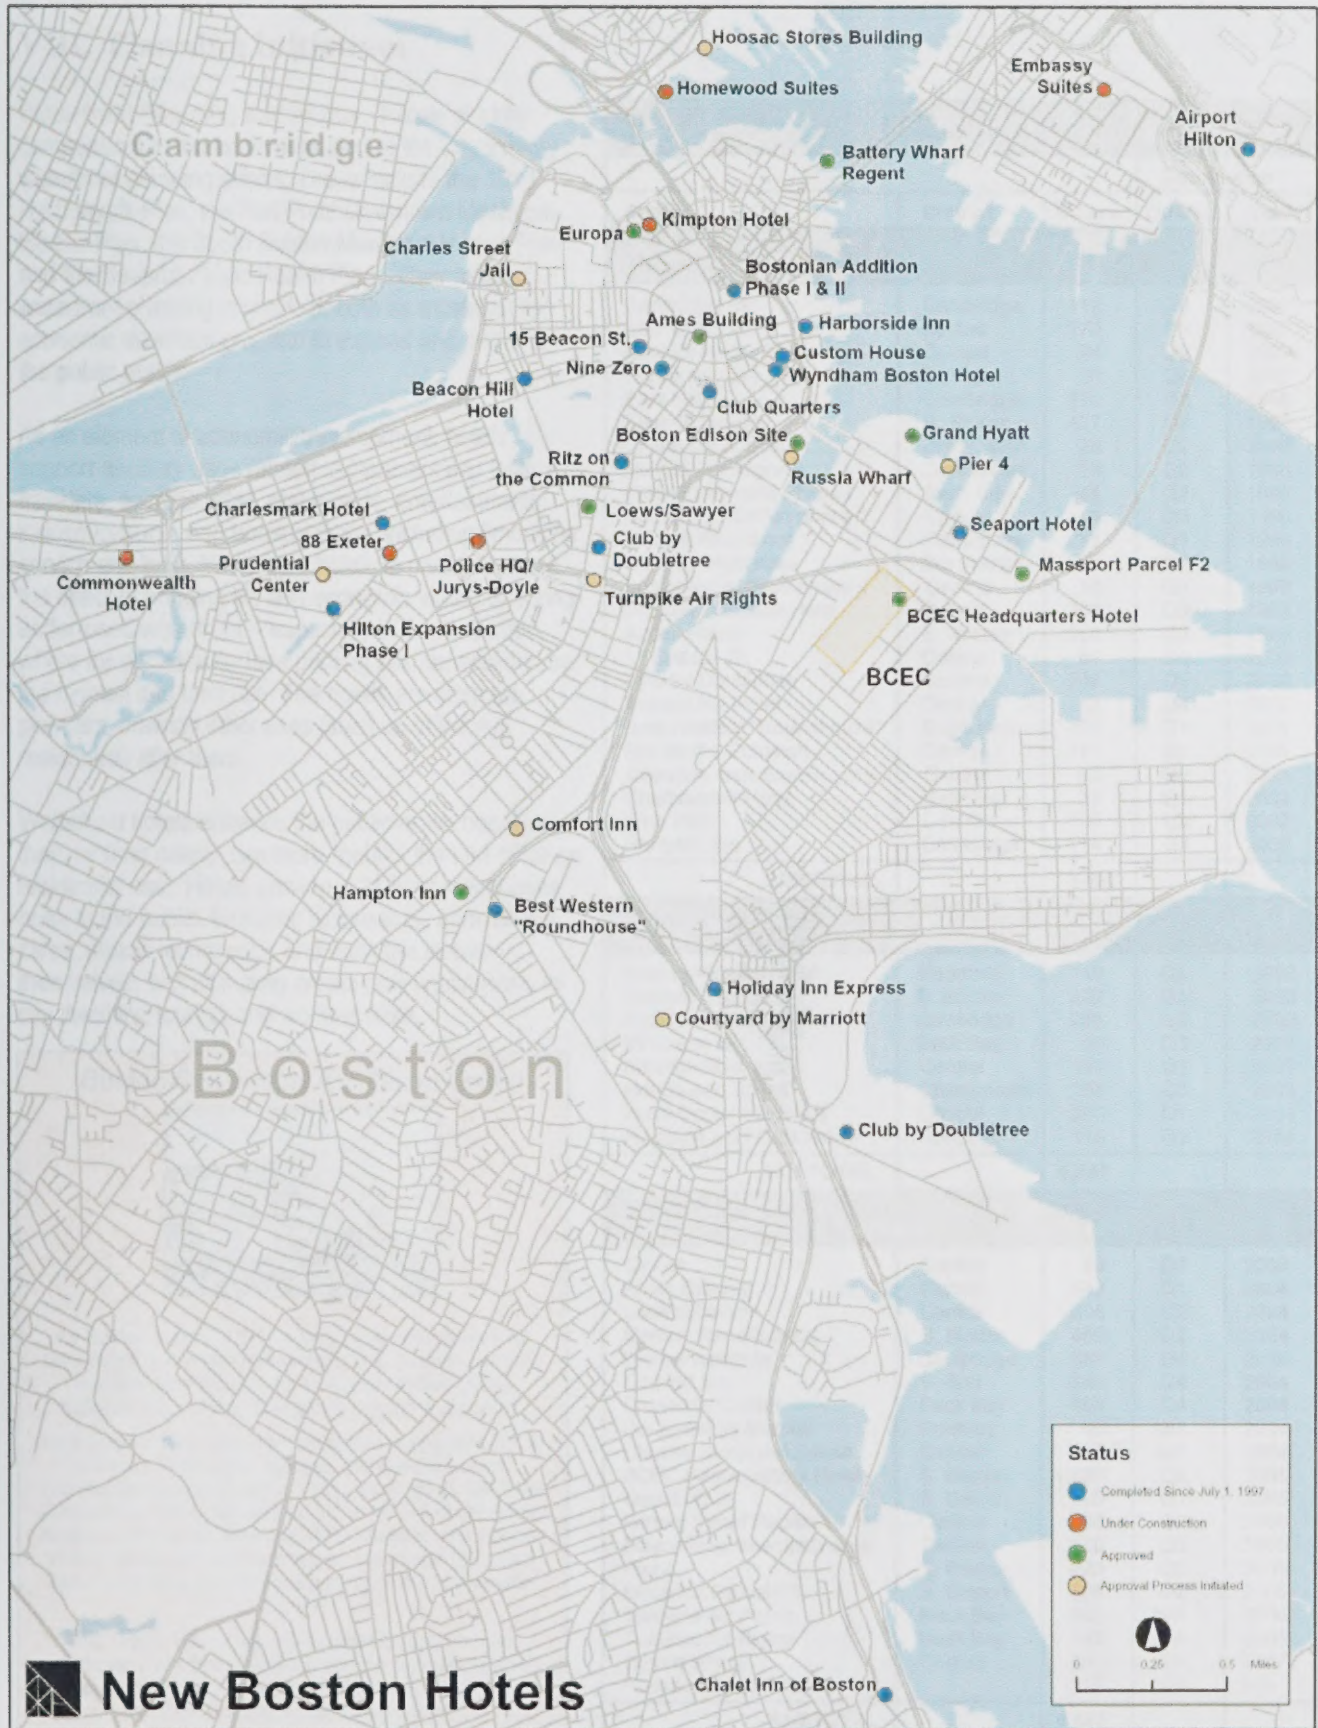 Hoosac Stores Building
Homewood Suites
Embassy
Suites
Airport
Hilton
Cambridge
Battery Wharf
Regent
Kimpton Hotel
Europa
Charles Street
Jail
Bostonian Addition
Phase I & II
Ames Building
Harborside Inn
15 Beacon St.
Custom House
Nine Zero
Wyndham Boston Hotel
Beacon Hill
Hotel
Club Quarters
Boston Edison Site
Grand Hyatt
Ritz on
the Common
Russia Wharf
Pier 4
Charlesmark Hotel
Loews/Sawyer
Seaport Hotel
88 Exeter
Club by
Doubletree
Prudential
Center
Police HQ/
Jurys-Doyle
Massport Parcel F2
Commonwealth
Hotel
Turnpike Air Rights
BCEC Headquarters Hotel
Hilton Expansion
Phase I
BCEC
Comfort Inn
Hampton Inn
Best Western
"Roundhouse"
Holiday Inn Express
Courtyard by Marriott
Boston
Club by Doubletree
Status
Completed Since July 1, 1997
Under Construction
Approved
Approval Process Initiated
0 0.25 0.5 Miles
Chalet Inn of Boston
New Boston Hotels